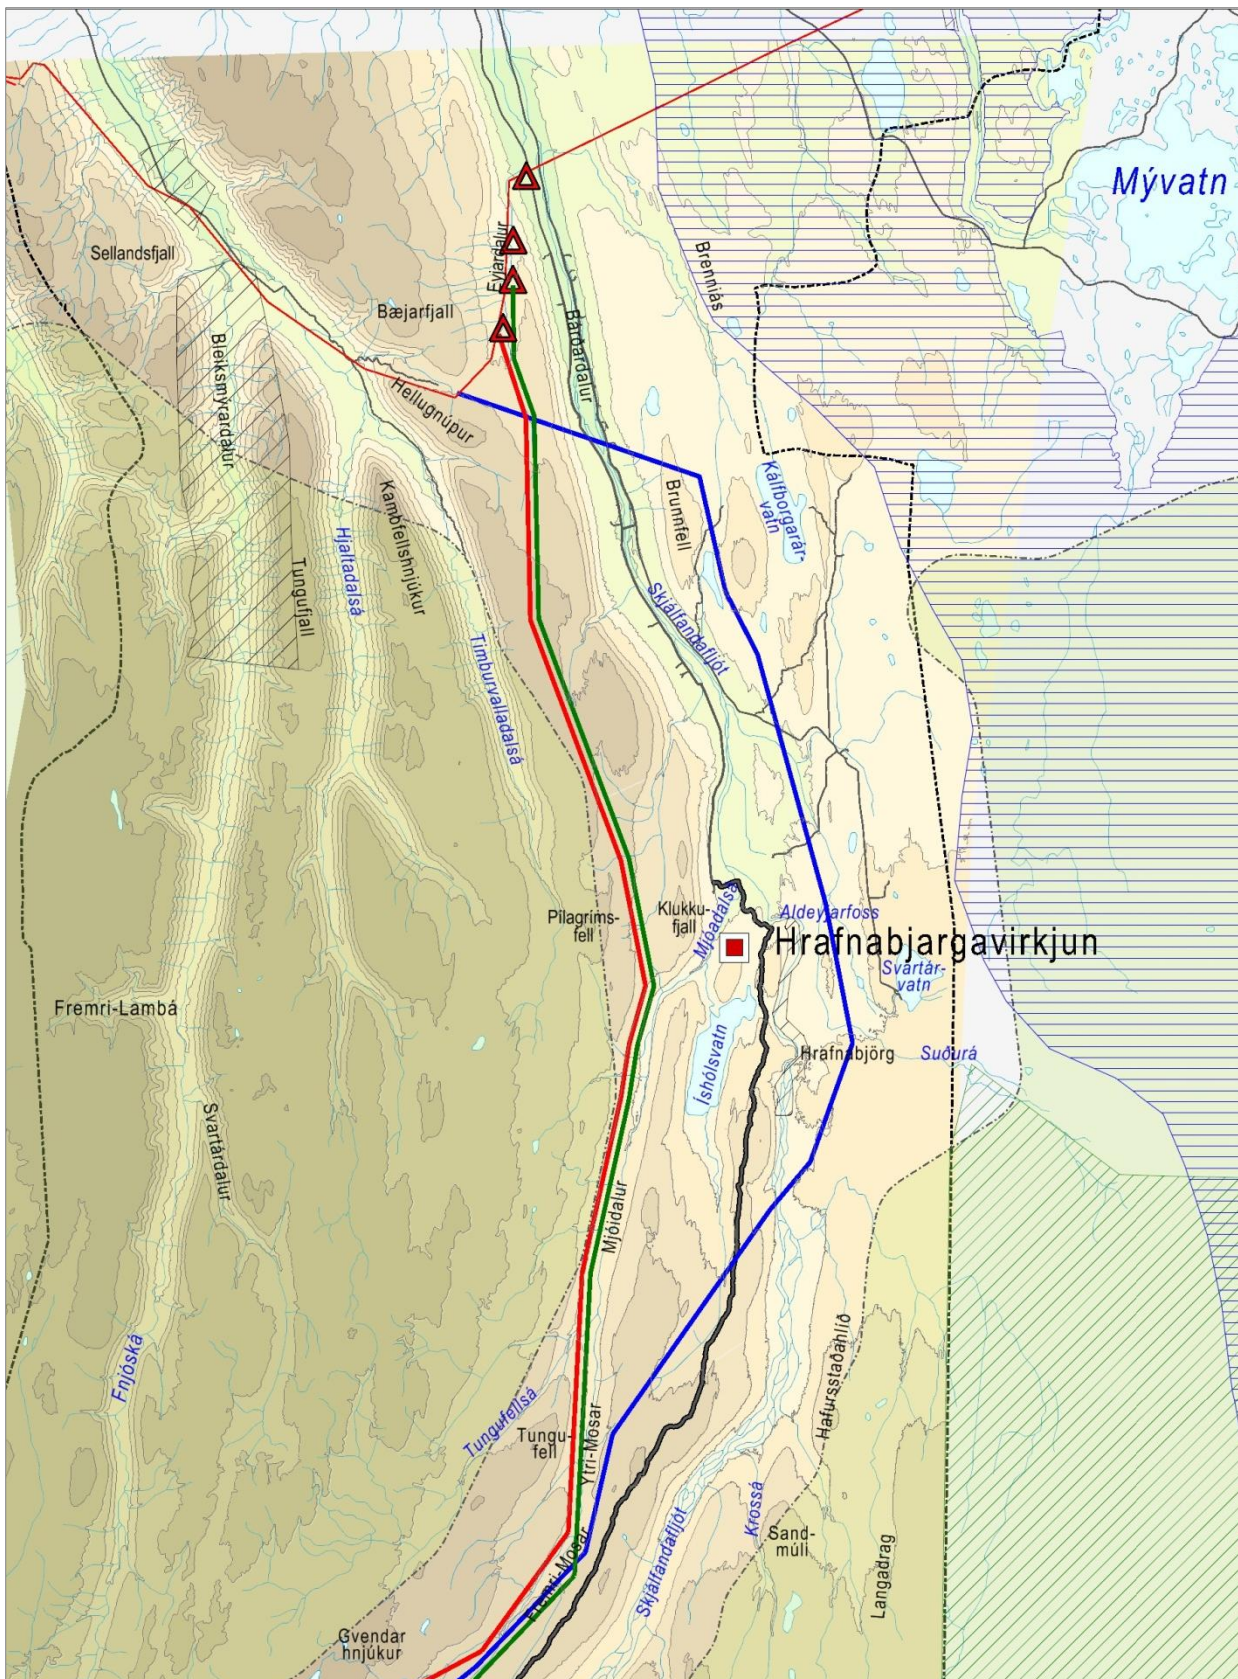 Mývatn
Sellandsfjall
Eyjardalur
Brenniás
Bæjarfjall
Bárðardalur
Bleiksmýrardalur
Hellugnúpur
Kálfborgarár-
vatn
Brunnfell
Kambfellshnjúkur
Hjaltadalsá
Tungufjall
Skjálfandafljót
Timburvalladalsá
Pílagríms-
fell
Klukku-
fjall
Mjóadalsá
Aldeyjarfoss
Hrafnabjargavirkjun
Svartár-
vatn
Fremri-Lambá
Íshólsvatn
Hrafnabjörg
Suðurá
Svartárdalur
Mjóidalur
Fnjóská
Hafursstaðahlíð
Tungufellsá
Tungu-
fell
Ytri-Mosar
Krossá
Skjálfandafljót
Sand-
múli
Langadrag
Fremri-Mosar
Gvendar
hnjúkur